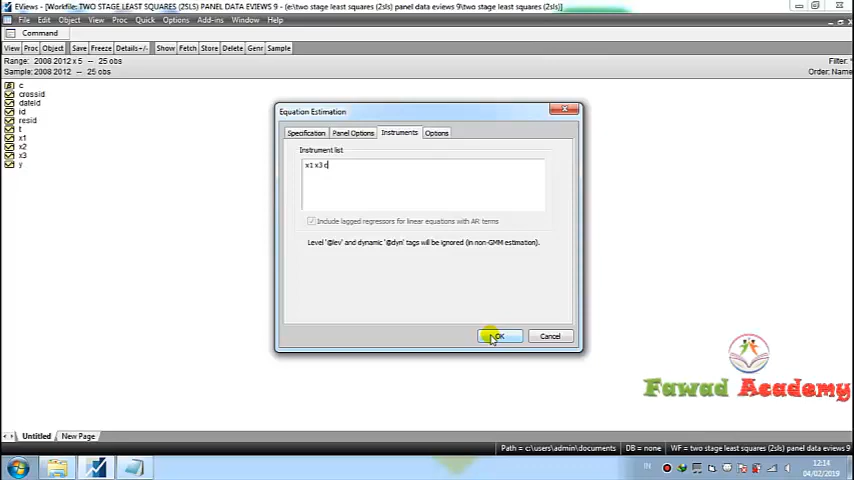 EViews - [Workfile: TWO STAGE LEAST SQUARES (2SLS) PANEL DATA EVIEWS 9 - (e:\two stage least squares (2sls) panel data eviews 9\two stage least squares (2sls)]
File Edit Object View Proc Quick Options Add-ins Window Help
Command
View Proc Object Save Freeze Details+/- Show Fetch Store Delete Genr Sample
Range: 2008 2012 x 5 -- 25 obs Filter: *
Sample: 2008 2012 -- 25 obs Order: Name
c
crossid
dateid
id
resid
t
x1
x2
x3
y
Equation Estimation
Specification Panel Options Instruments Options
Instrument list
x1 x3 c
Include lagged regressors for linear equations with AR terms
Level '@lev' and dynamic '@dyn' tags will be ignored (in non-GMM estimation).
OK Cancel
Fawad Academy
Untitled New Page
Path = c:\users\admin\documents DB = none WF = two stage least squares (2sls) panel data eviews 9
IN 12:14
04/02/2019